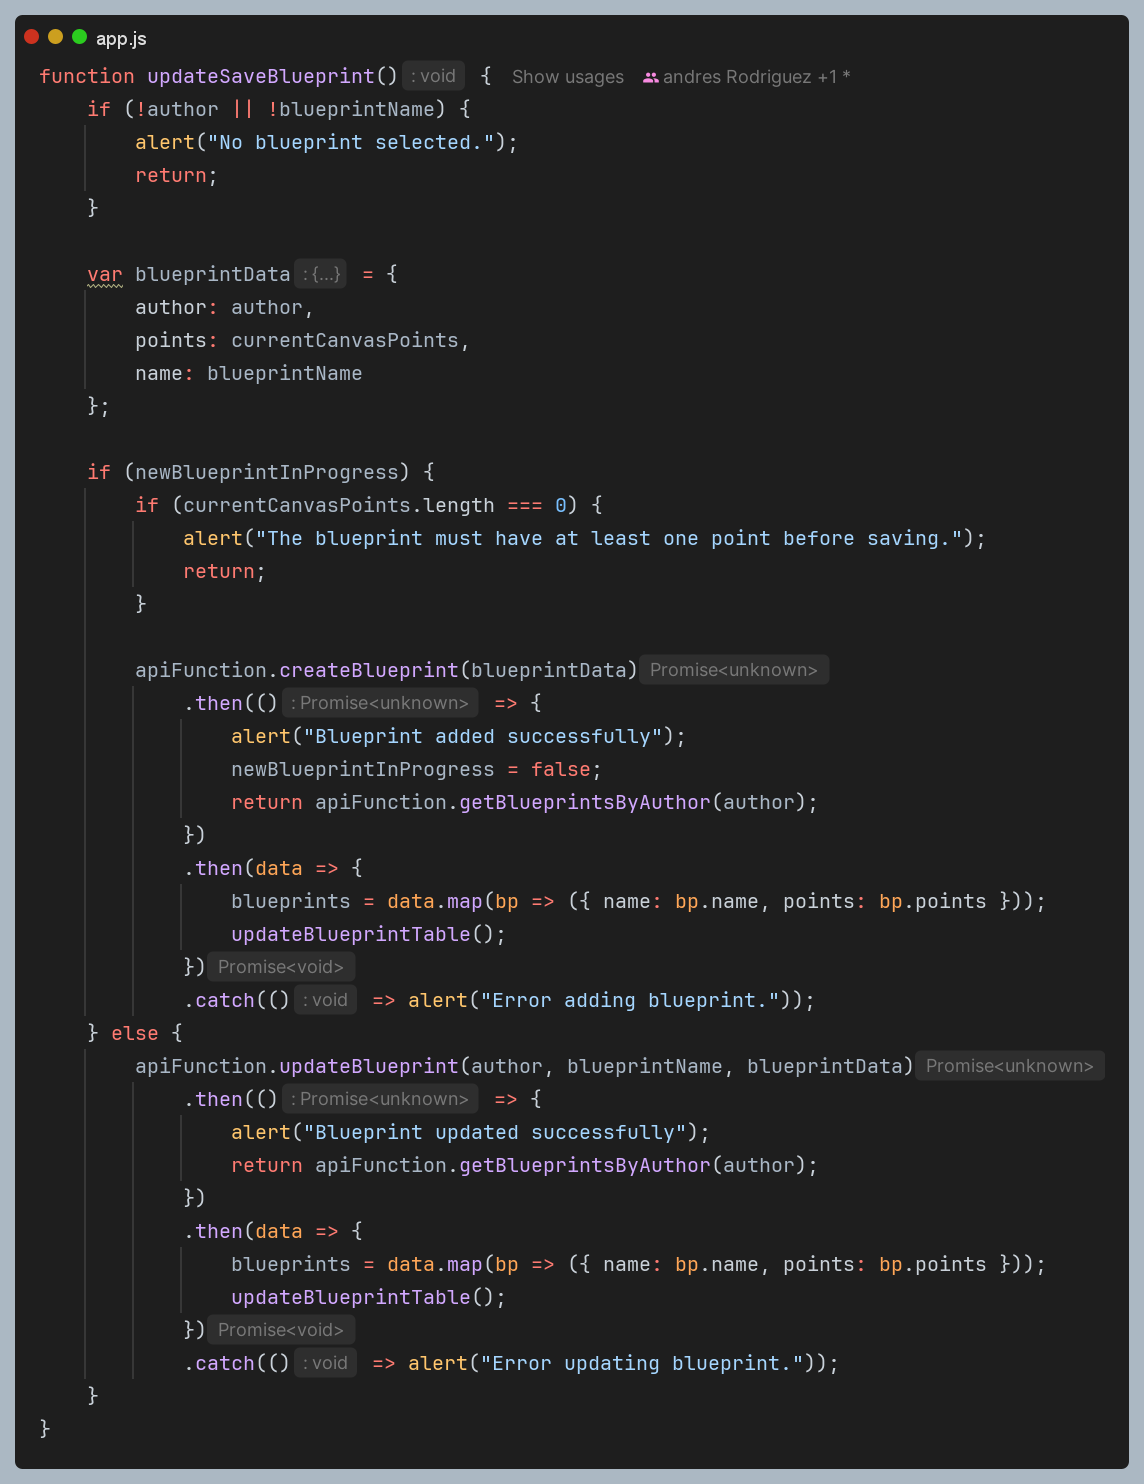 app.js
function updateSaveBlueprint() : void { Show usages andres Rodriguez +1 *
    if (!author || !blueprintName) {
        alert("No blueprint selected.");
        return;
    }

    var blueprintData : {...} = {
        author: author,
        points: currentCanvasPoints,
        name: blueprintName
    };

    if (newBlueprintInProgress) {
        if (currentCanvasPoints.length === 0) {
            alert("The blueprint must have at least one point before saving.");
            return;
        }

        apiFunction.createBlueprint(blueprintData) Promise<unknown>
            .then(() : Promise<unknown> => {
                alert("Blueprint added successfully");
                newBlueprintInProgress = false;
                return apiFunction.getBlueprintsByAuthor(author);
            })
            .then(data => {
                blueprints = data.map(bp => ({ name: bp.name, points: bp.points }));
                updateBlueprintTable();
            }) Promise<void>
            .catch(() : void => alert("Error adding blueprint."));
    } else {
        apiFunction.updateBlueprint(author, blueprintName, blueprintData) Promise<unknown>
            .then(() : Promise<unknown> => {
                alert("Blueprint updated successfully");
                return apiFunction.getBlueprintsByAuthor(author);
            })
            .then(data => {
                blueprints = data.map(bp => ({ name: bp.name, points: bp.points }));
                updateBlueprintTable();
            }) Promise<void>
            .catch(() : void => alert("Error updating blueprint."));
    }
}